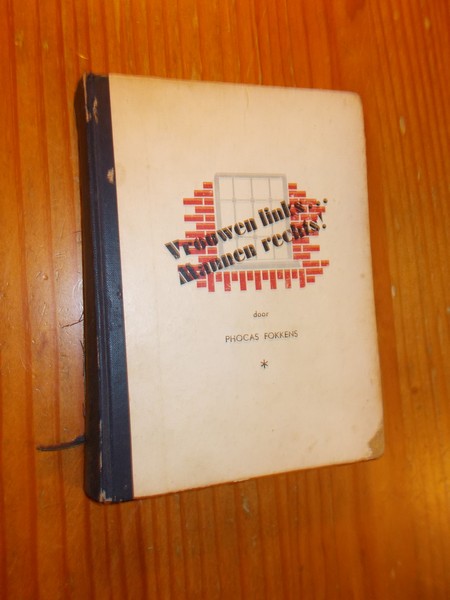 Vrouwen links...
Mannen rechts!
door
PHOCAS FOKKENS
*